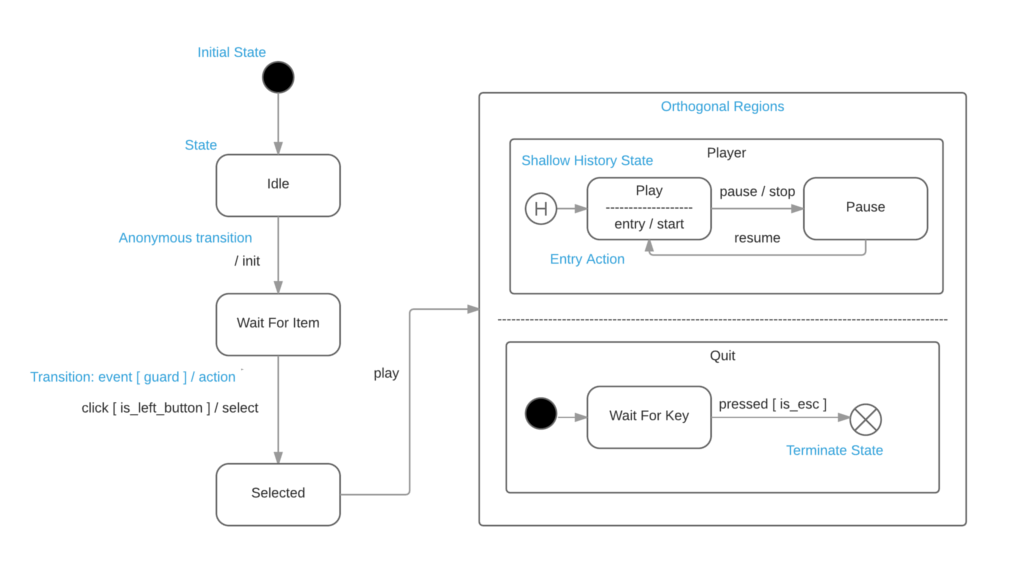 Initial State
State
Idle
Anonymous transition
/ init
Wait For Item
Transition: event [ guard ] / action
click [ is_left_button ] / select
Selected
play
Orthogonal Regions
Player
Shallow History State
H
Play
entry / start
Entry Action
pause / stop
resume
Pause
Quit
Wait For Key
pressed [ is_esc ]
Terminate State